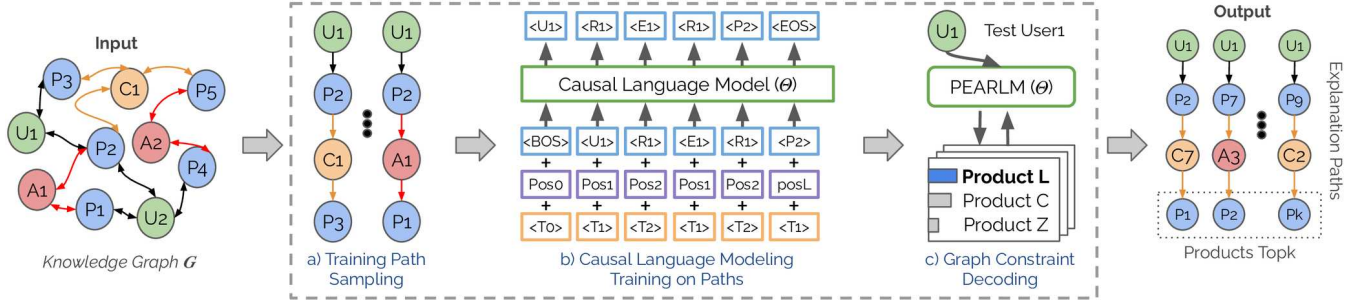 Input
P3
C1
P5
U1
P2
A2
P4
A1
P1
U2
Knowledge Graph G
U1 U1
P2 P2
C1 A1
P3 P1
a) Training Path
Sampling
<U1> <R1> <E1> <R1> <P2> <EOS>
Causal Language Model (Θ)
<BOS> <U1> <R1> <E1> <R1> <P2>
+ + + + + +
Pos0 Pos1 Pos2 Pos1 Pos2 posL
+ + + + + +
<T0> <T1> <T2> <T1> <T2> <T1>
b) Causal Language Modeling
Training on Paths
U1 Test User1
PEARLM (Θ)
Product L
Product C
Product Z
c) Graph Constraint
Decoding
Output
U1 U1 U1
P2 P7 P9
C7 A3 C2
P1 P2 Pk
Products Topk
Explanation Paths